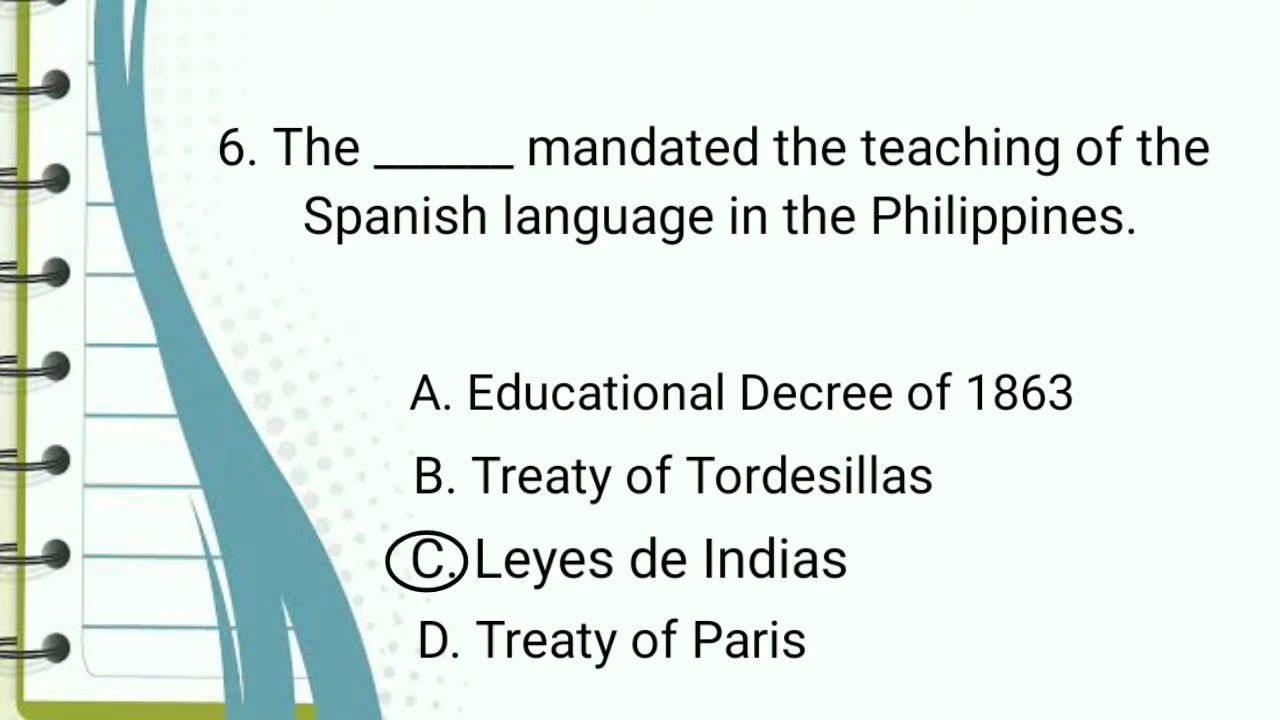 6. The ______ mandated the teaching of the
Spanish language in the Philippines.
A. Educational Decree of 1863
B. Treaty of Tordesillas
C. Leyes de Indias
D. Treaty of Paris